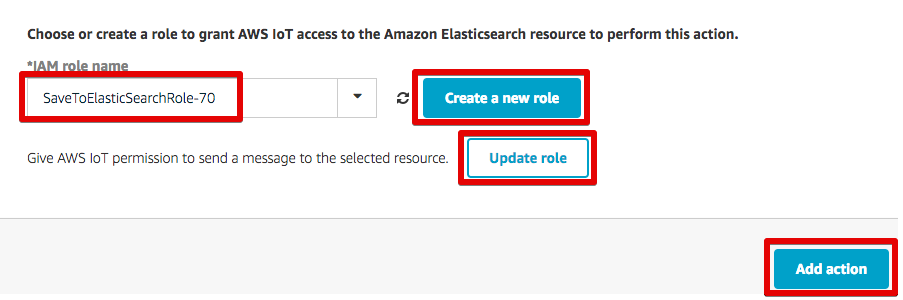 Choose or create a role to grant AWS IoT access to the Amazon Elasticsearch resource to perform this action.
*IAM role name
SaveToElasticSearchRole-70
Create a new role
Give AWS IoT permission to send a message to the selected resource.
Update role
Add action